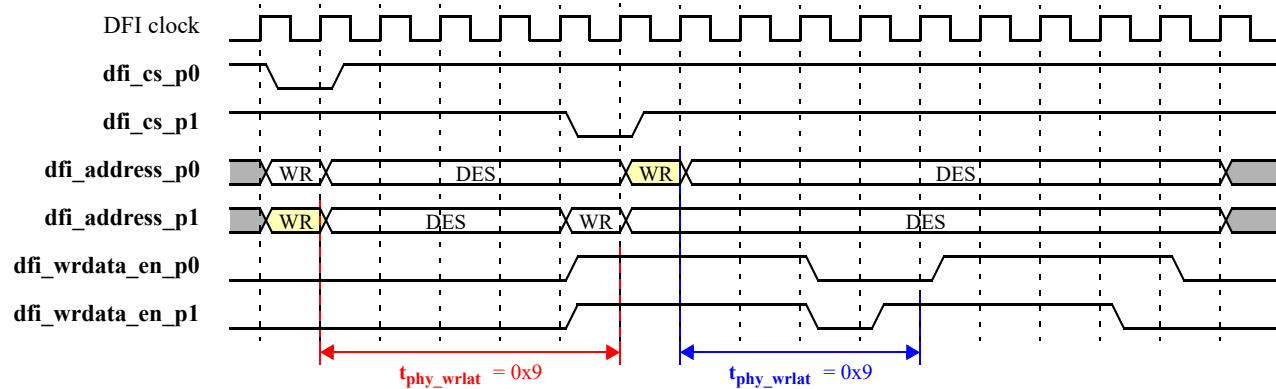 DFI clock
dfi_cs_p0
dfi_cs_p1
dfi_address_p0 WR DES WR DES
dfi_address_p1 WR DES WR DES
dfi_wrdata_en_p0
dfi_wrdata_en_p1
tphy_wrlat = 0x9 tphy_wrlat = 0x9